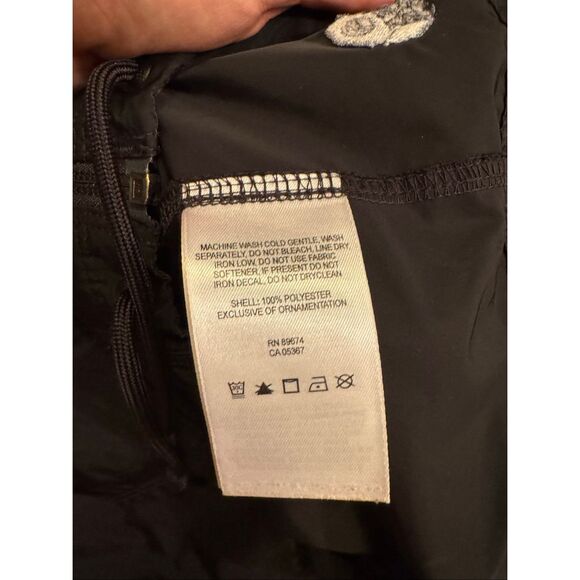 MACHINE WASH COLD GENTLE, WASH
SEPARATELY, DO NOT BLEACH, LINE DRY,
IRON LOW, DO NOT USE FABRIC
SOFTENER, IF PRESENT DO NOT
IRON DECAL, DO NOT DRYCLEAN
SHELL: 100% POLYESTER
EXCLUSIVE OF ORNAMENTATION
RN 89674
CA 05367